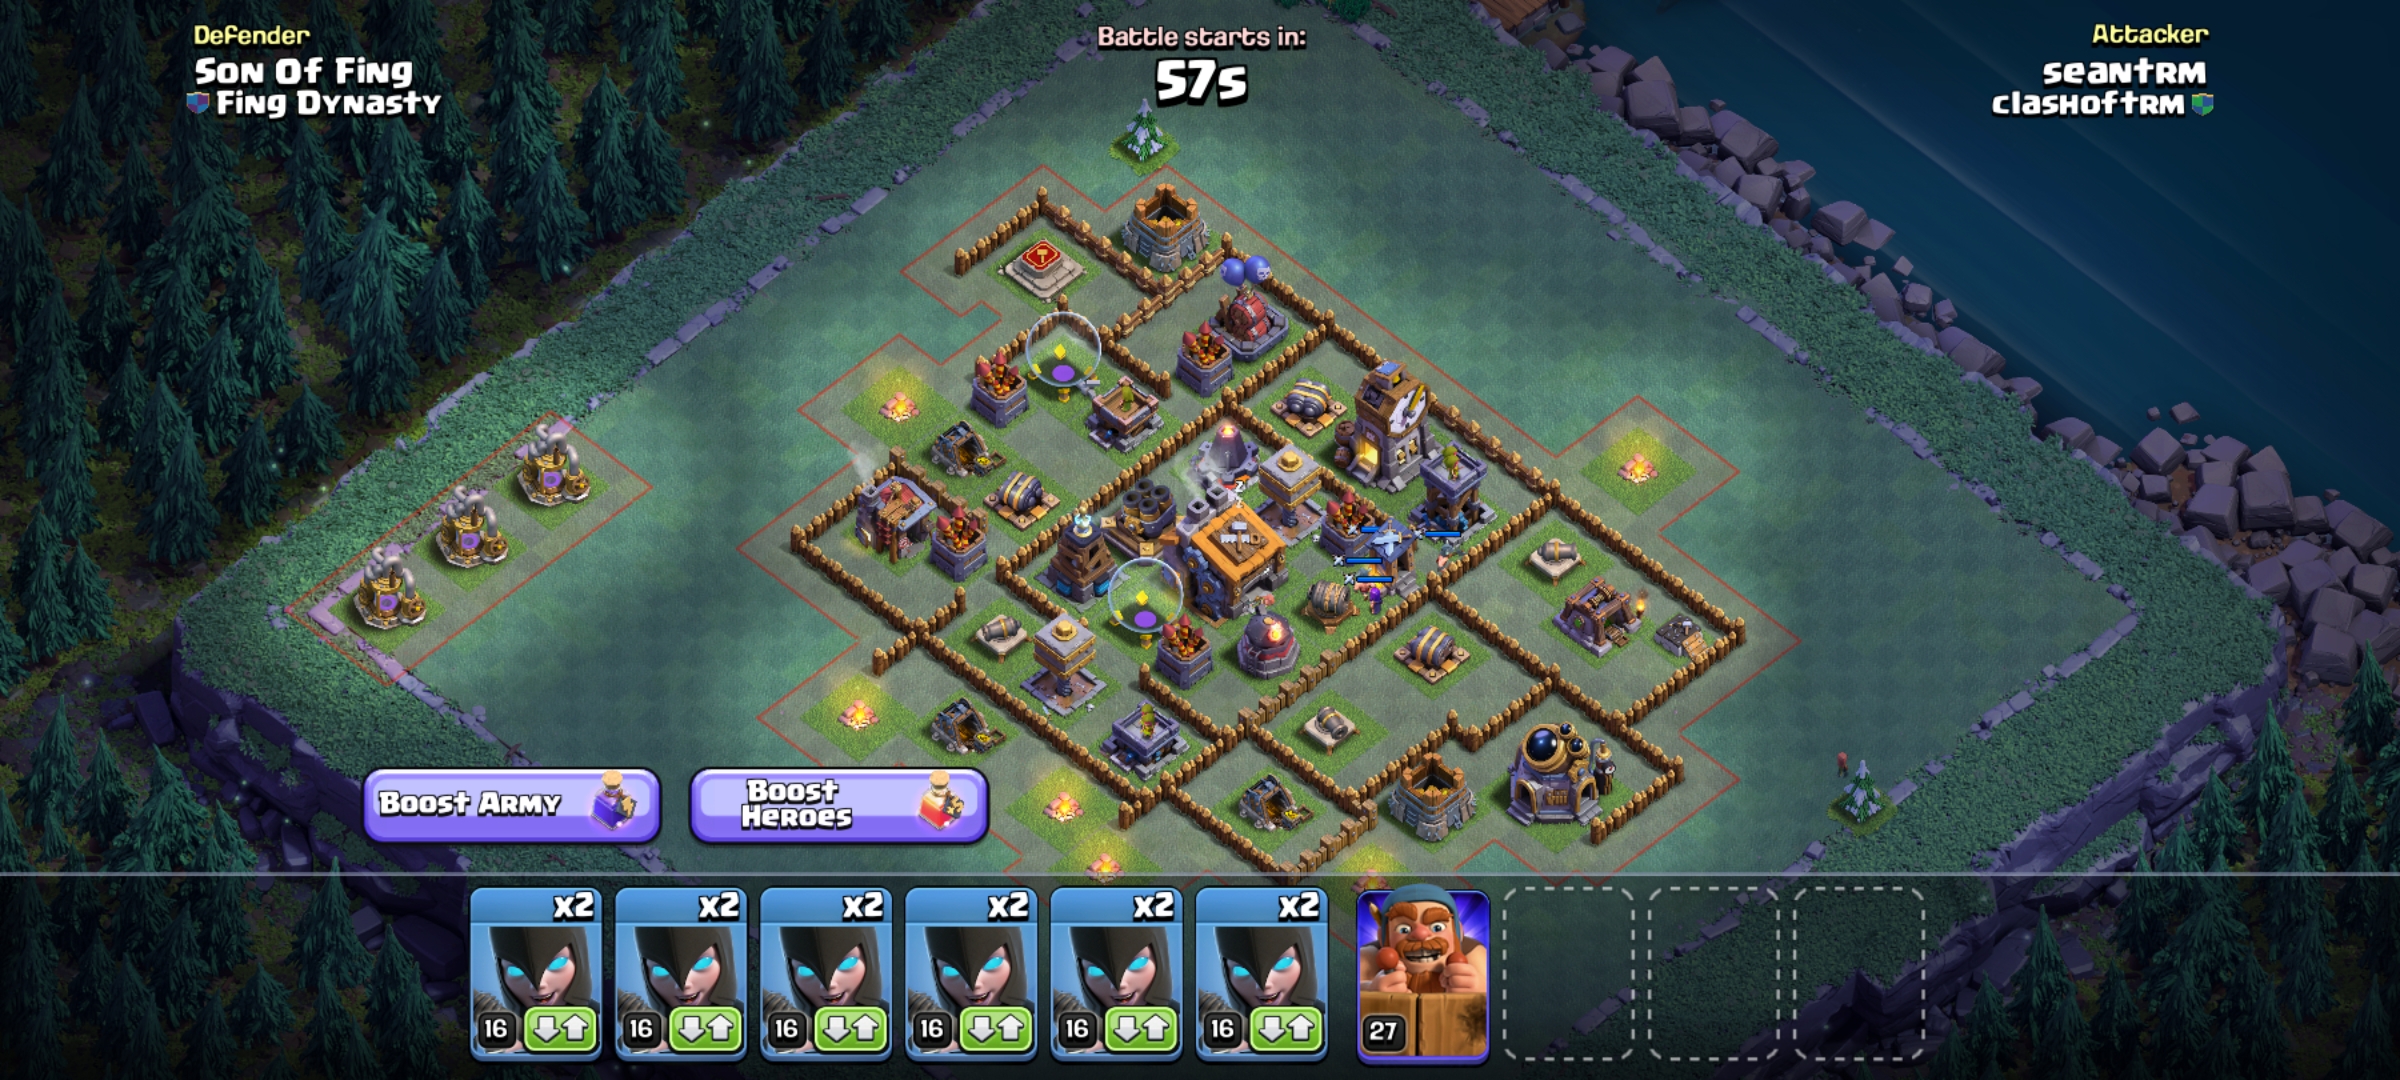 Defender
Son Of Fing
Fing Dynasty
Battle starts in:
57s
Attacker
seantrm
clashoftrm
Boost Army
Boost
Heroes
x2
x2
x2
x2
x2
x2
16
16
16
16
16
16
27